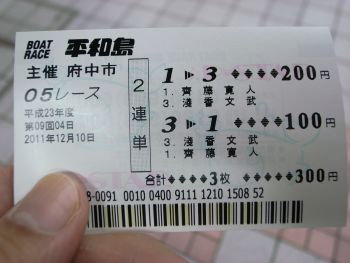 BOAT RACE 平和島
主催 府中市
05レース
平成23年度
第09回04日
2011年12月10日
2連単
1→3 ◆◆◆◆200円
1: 齊藤 寛人
3: 淺香 文武
3→1 ◆◆◆◆100円
3: 淺香 文武
1: 齊藤 寛人
合計 ◆◆◆◆3枚 ◆◆◆◆◆300円
8-0091 0010 0400 9111 1210 1508 52